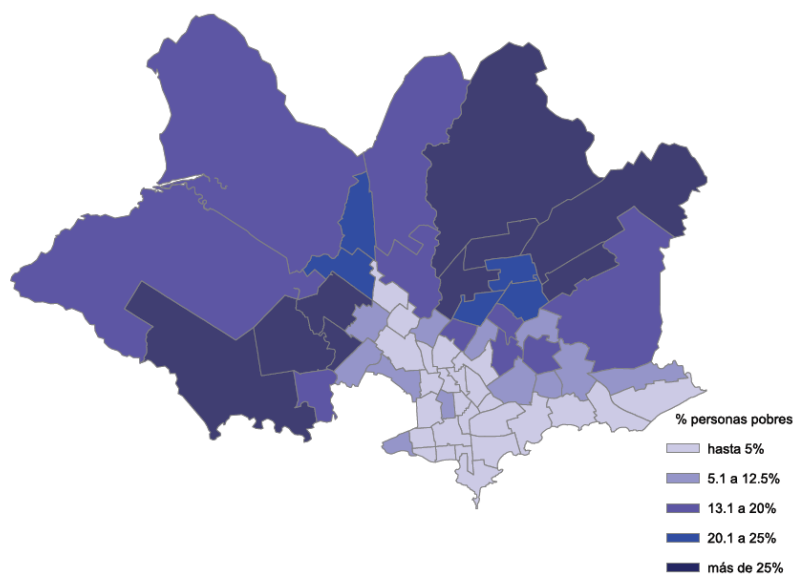 % personas pobres
hasta 5%
5.1 a 12.5%
13.1 a 20%
20.1 a 25%
más de 25%